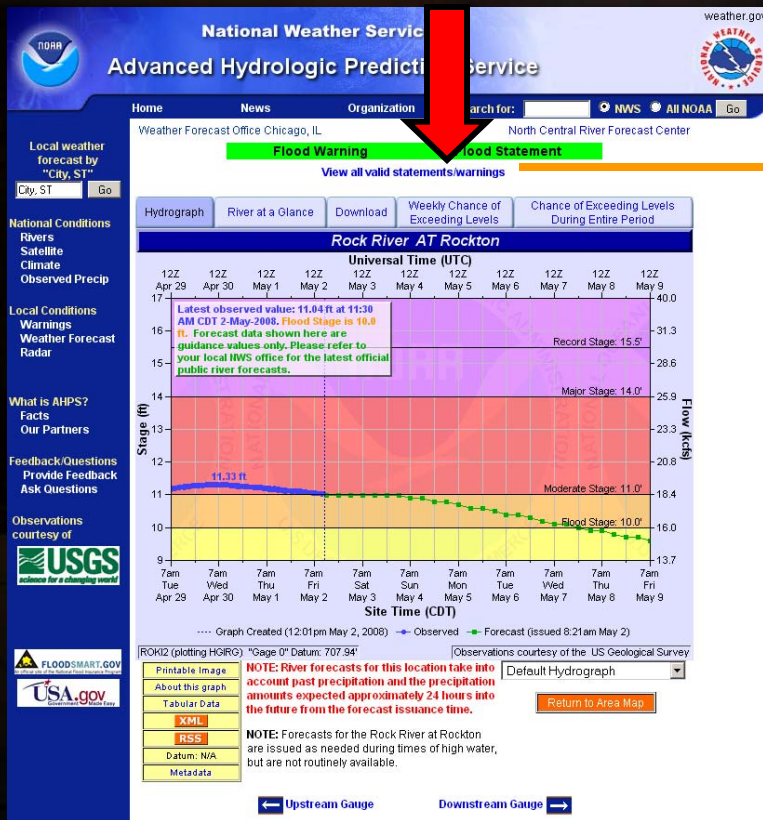 weather.gov
NOAA
National Weather Servic
Advanced Hydrologic Predicti Service
NATIONAL WEATHER SERVICE
Home News Organization arch for: NWS All NOAA Go
Local weather
forecast by
"City, ST"
City, ST Go
National Conditions
Rivers
Satellite
Climate
Observed Precip
Local Conditions
Warnings
Weather Forecast
Radar
What is AHPS?
Facts
Our Partners
Feedback/Questions
Provide Feedback
Ask Questions
Observations
courtesy of
USGS
science for a changing world
FLOODSMART.GOV
USA.gov
Government Made Easy
Weather Forecast Office Chicago, IL North Central River Forecast Center
Flood Warning lood Statement
View all valid statements/warnings
Hydrograph
River at a Glance
Download
Weekly Chance of
Exceeding Levels
Chance of Exceeding Levels
During Entire Period
Rock River AT Rockton
Universal Time (UTC)
12Z 12Z 12Z 12Z 12Z 12Z 12Z 12Z 12Z 12Z 12Z
Apr 29 Apr 30 May 1 May 2 May 3 May 4 May 5 May 6 May 7 May 8 May 9
Latest observed value: 11.04 ft at 11:30
AM CDT 2-May-2008. Flood Stage is 10.0
ft. Forecast data shown here are
guidance values only. Please refer to
your local NWS office for the latest official
public river forecasts.
Stage (ft)
17
16
15
14
13
12
11
10
9
40.0
31.3
28.6
25.9
23.3
20.8
18.4
16.0
13.7
Flow (kcfs)
Record Stage: 15.5'
Major Stage: 14.0'
Moderate Stage: 11.0'
Flood Stage: 10.0'
11.33 ft
7am 7am 7am 7am 7am 7am 7am 7am 7am 7am 7am
Tue Wed Thu Fri Sat Sun Mon Tue Wed Thu Fri
Apr 29 Apr 30 May 1 May 2 May 3 May 4 May 5 May 6 May 7 May 8 May 9
Site Time (CDT)
Graph Created (12:01pm May 2, 2008) Observed Forecast (issued 8:21am May 2)
ROKI2 (plotting HGIRG) "Gage 0" Datum: 707.94' Observations courtesy of the US Geological Survey
Printable Image
About this graph
Tabular Data
XML
RSS
Datum: N/A
Metadata
NOTE: River forecasts for this location take into
account past precipitation and the precipitation
amounts expected approximately 24 hours into
the future from the forecast issuance time.
NOTE: Forecasts for the Rock River at Rockton
are issued as needed during times of high water,
but are not routinely available.
Default Hydrograph
Return to Area Map
Upstream Gauge Downstream Gauge